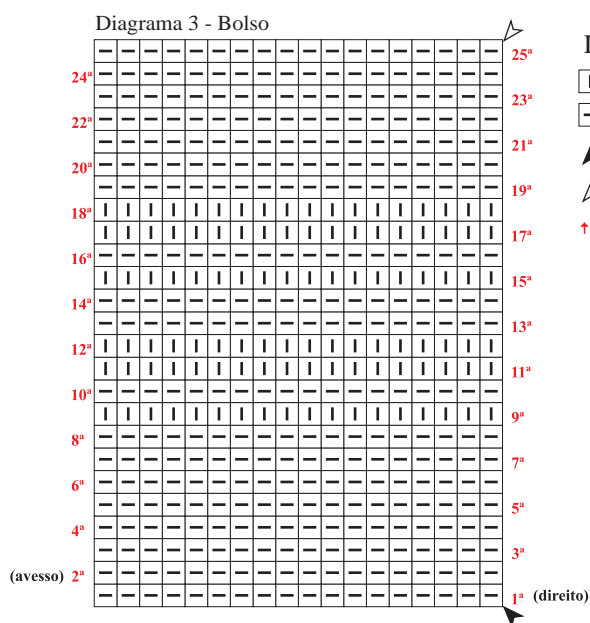 Diagrama 3 - Bolso
25ª
24ª
23ª
22ª
21ª
20ª
19ª
18ª
17ª
16ª
15ª
14ª
13ª
12ª
11ª
10ª
9ª
8ª
7ª
6ª
5ª
4ª
3ª
(avesso) 2ª
1ª (direito)